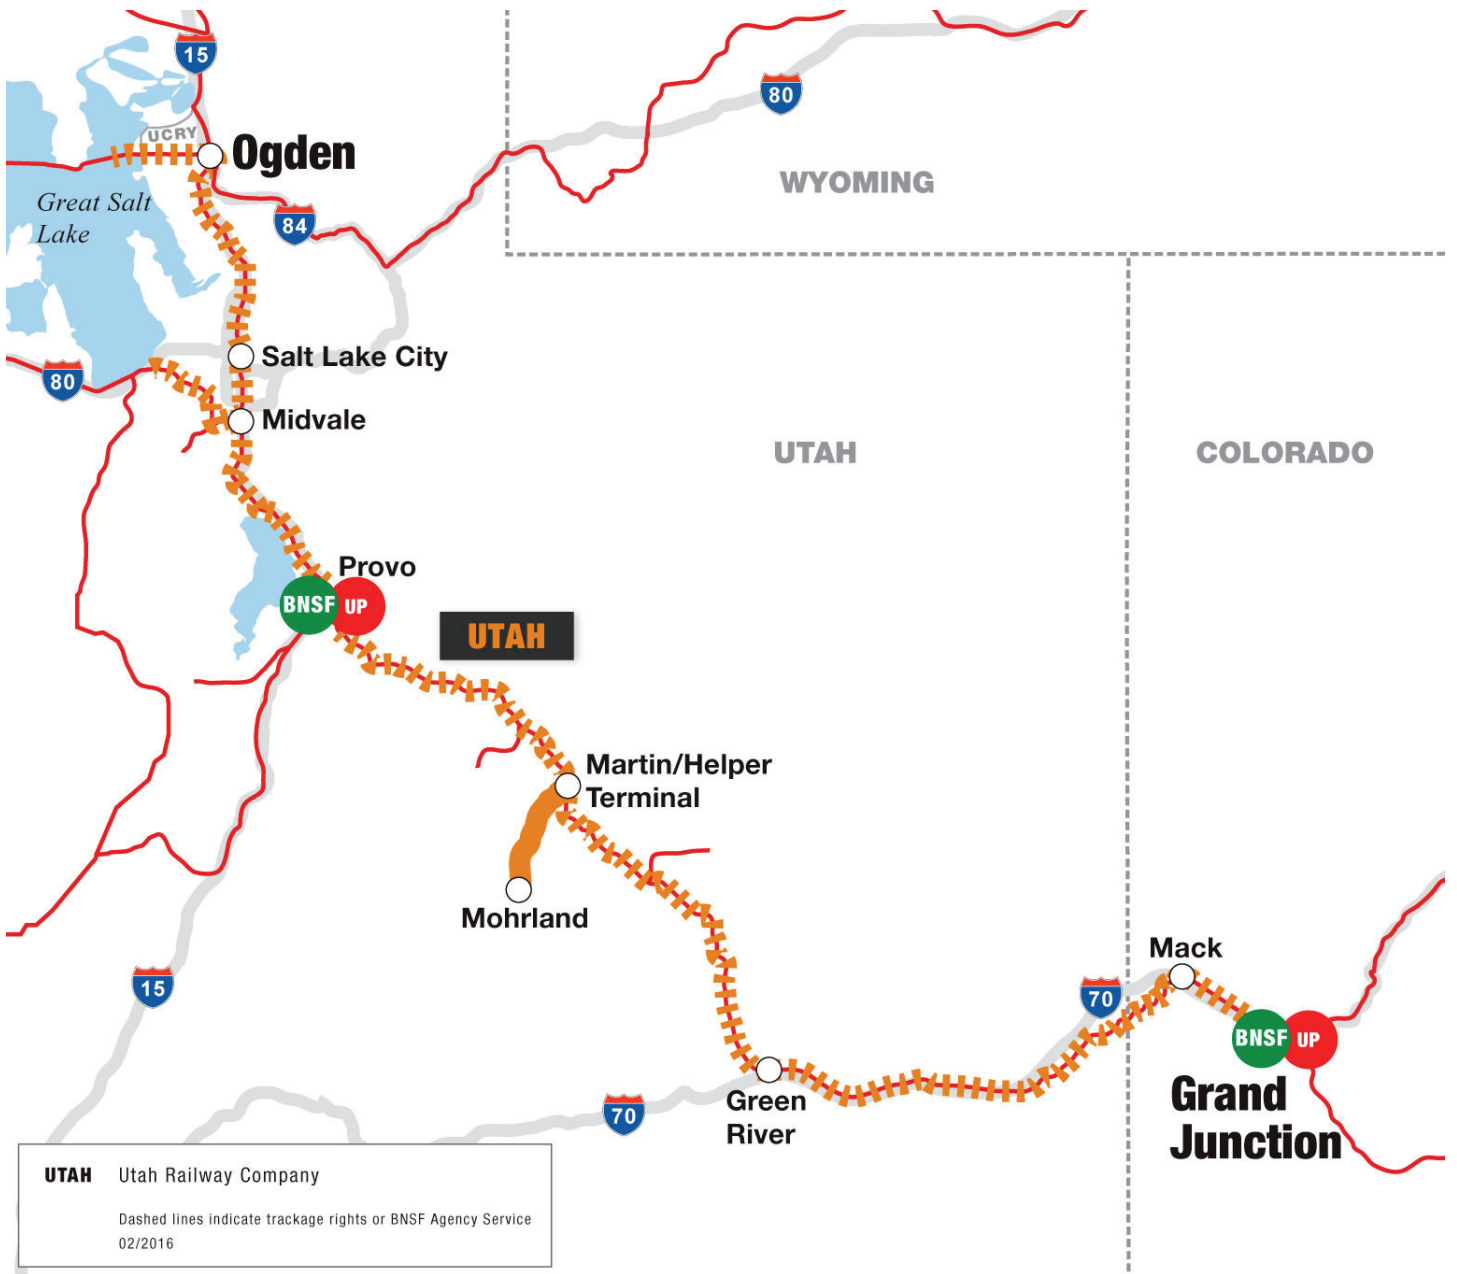 15
80
UCRY
Ogden
WYOMING
Great Salt
Lake
84
Salt Lake City
80
Midvale
UTAH
COLORADO
Provo
BNSF UP
UTAH
Martin/Helper
Terminal
Mohrland
Mack
15
70
BNSF UP
Green
River
70
Grand
Junction
UTAH Utah Railway Company
Dashed lines indicate trackage rights or BNSF Agency Service
02/2016